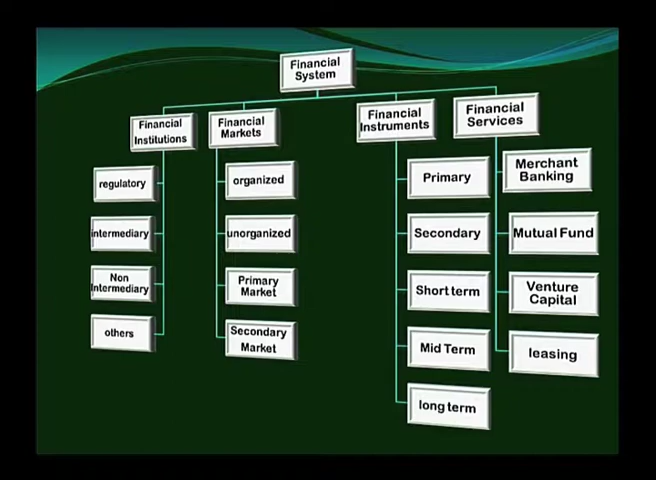 Financial
System
Financial
Institutions
Financial
Markets
Financial
Instruments
Financial
Services
regulatory
intermediary
Non
Intermediary
others
organized
unorganized
Primary
Market
Secondary
Market
Primary
Secondary
Short term
Mid Term
long term
Merchant
Banking
Mutual Fund
Venture
Capital
leasing